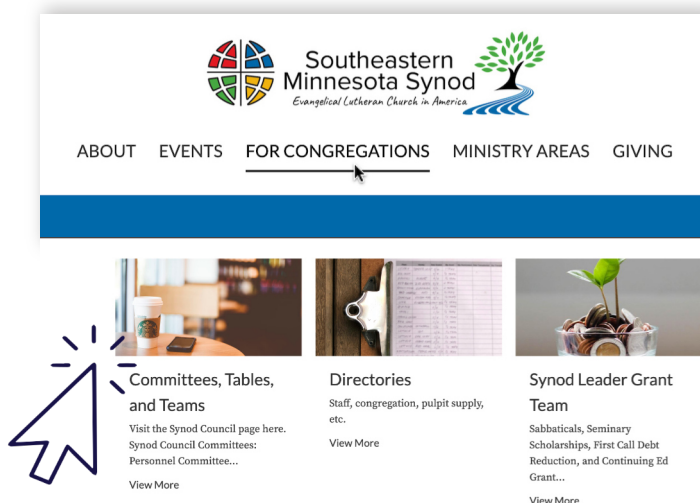 Southeastern
Minnesota Synod
Evangelical Lutheran Church in America
ABOUT EVENTS FOR CONGREGATIONS MINISTRY AREAS GIVING
Committees, Tables,
and Teams
Visit the Synod Council page here.
Synod Council Committees:
Personnel Committee...
View More
Directories
Staff, congregation, pulpit supply,
etc.
View More
Synod Leader Grant
Team
Sabbaticals, Seminary
Scholarships, First Call Debt
Reduction, and Continuing Ed
Grant...
View More